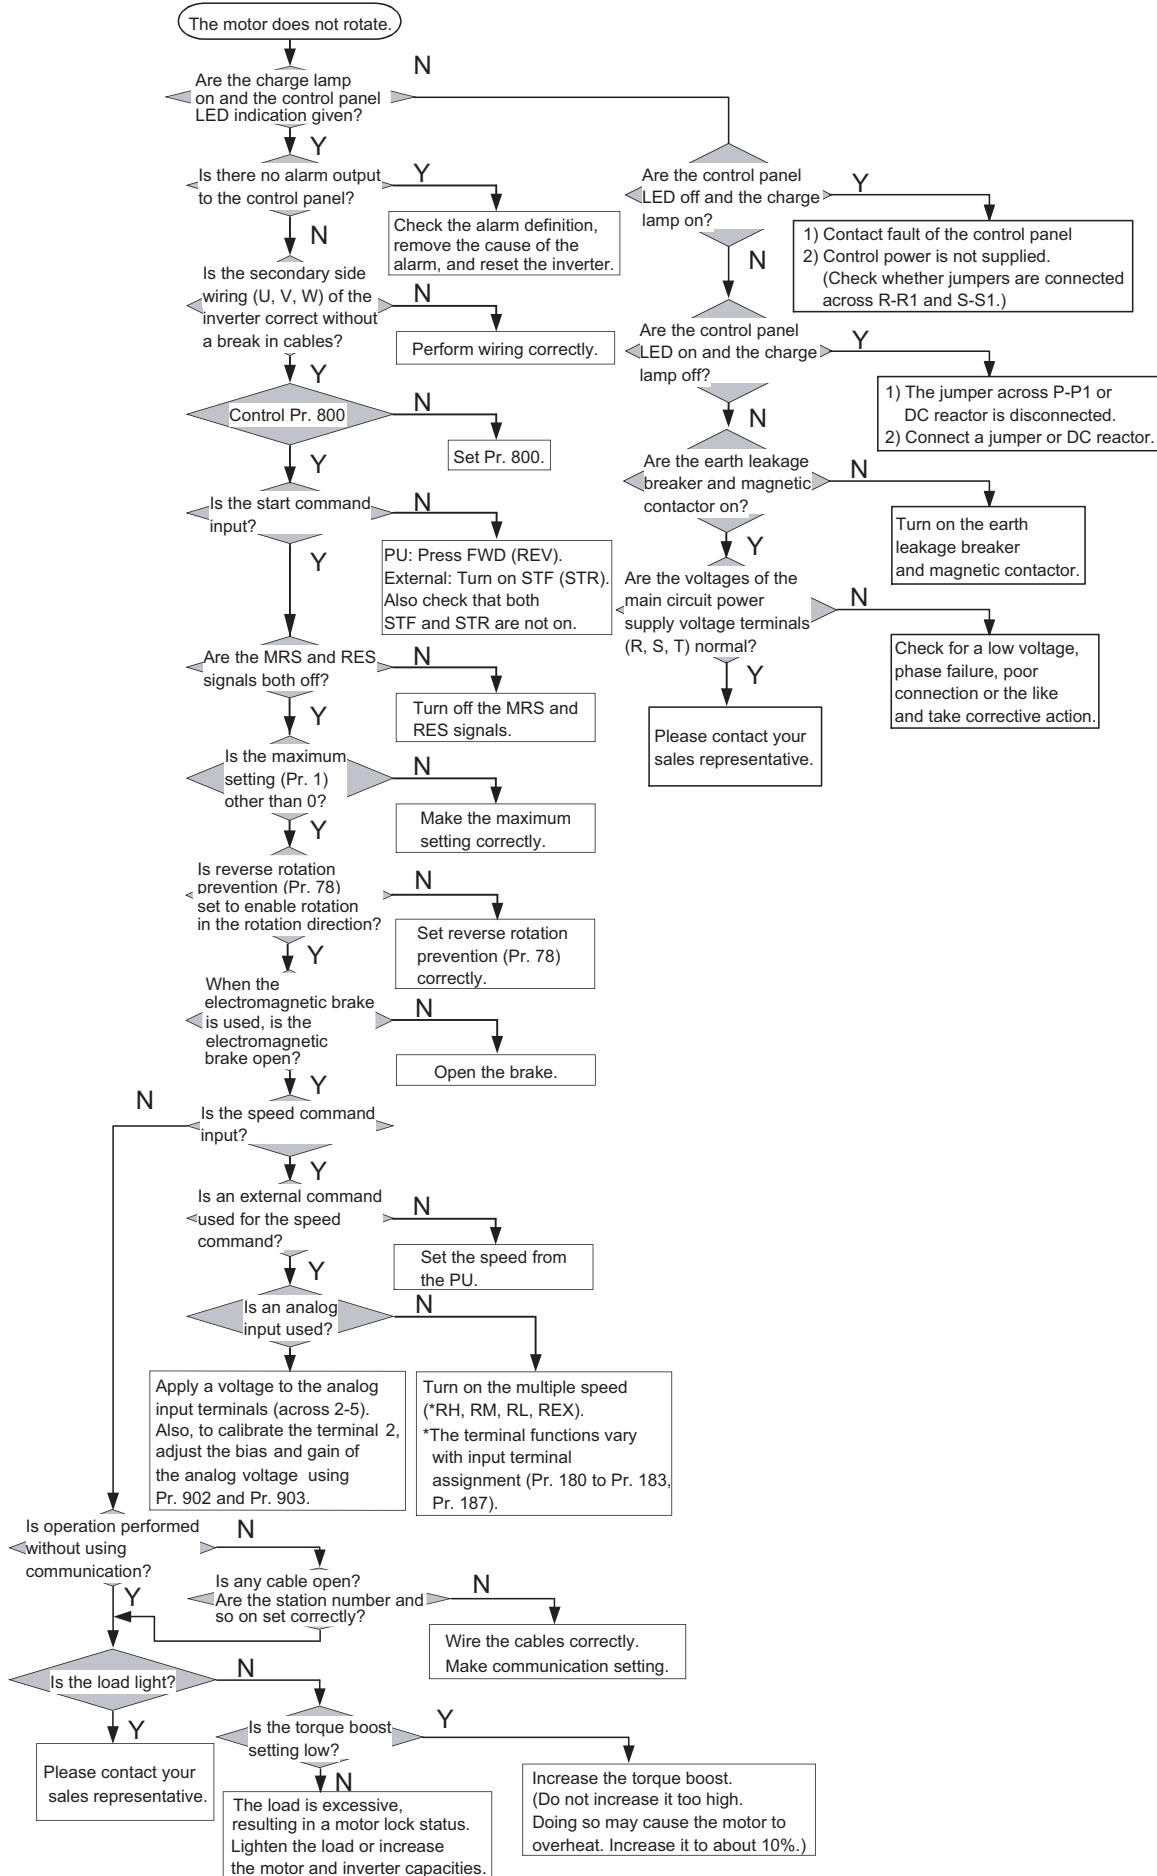 The motor does not rotate.
Are the charge lamp
on and the control panel
LED indication given?
N
Y
Is there no alarm output
to the control panel?
Y
Check the alarm definition,
remove the cause of the
alarm, and reset the inverter.
N
Is the secondary side
wiring (U, V, W) of the
inverter correct without
a break in cables?
N
Perform wiring correctly.
Y
Control Pr. 800
N
Set Pr. 800.
Y
Is the start command
input?
N
PU: Press FWD (REV).
External: Turn on STF (STR).
Also check that both
STF and STR are not on.
Y
Are the MRS and RES
signals both off?
N
Turn off the MRS and
RES signals.
Y
Is the maximum
setting (Pr. 1)
other than 0?
N
Make the maximum
setting correctly.
Y
Is reverse rotation
prevention (Pr. 78)
set to enable rotation
in the rotation direction?
N
Set reverse rotation
prevention (Pr. 78)
correctly.
Y
When the
electromagnetic brake
is used, is the
electromagnetic
brake open?
N
Open the brake.
Y
Is the speed command
input?
N
Y
Is an external command
used for the speed
command?
N
Set the speed from
the PU.
Y
Is an analog
input used?
N
Apply a voltage to the analog
input terminals (across 2-5).
Also, to calibrate the terminal 2,
adjust the bias and gain of
the analog voltage using
Pr. 902 and Pr. 903.
Turn on the multiple speed
(*RH, RM, RL, REX).
*The terminal functions vary
with input terminal
assignment (Pr. 180 to Pr. 183,
Pr. 187).
Is operation performed
without using
communication?
N
Y
Is any cable open?
Are the station number and
so on set correctly?
N
Wire the cables correctly.
Make communication setting.
Is the load light?
N
Y
Please contact your
sales representative.
Is the torque boost
setting low?
Y
Increase the torque boost.
(Do not increase it too high.
Doing so may cause the motor to
overheat. Increase it to about 10%.)
N
The load is excessive,
resulting in a motor lock status.
Lighten the load or increase
the motor and inverter capacities.
Are the control panel
LED off and the charge
lamp on?
Y
1) Contact fault of the control panel
2) Control power is not supplied.
(Check whether jumpers are connected
across R-R1 and S-S1.)
N
Are the control panel
LED on and the charge
lamp off?
Y
1) The jumper across P-P1 or
DC reactor is disconnected.
2) Connect a jumper or DC reactor.
N
Are the earth leakage
breaker and magnetic
contactor on?
N
Turn on the earth
leakage breaker
and magnetic contactor.
Y
Are the voltages of the
main circuit power
supply voltage terminals
(R, S, T) normal?
N
Check for a low voltage,
phase failure, poor
connection or the like
and take corrective action.
Y
Please contact your
sales representative.